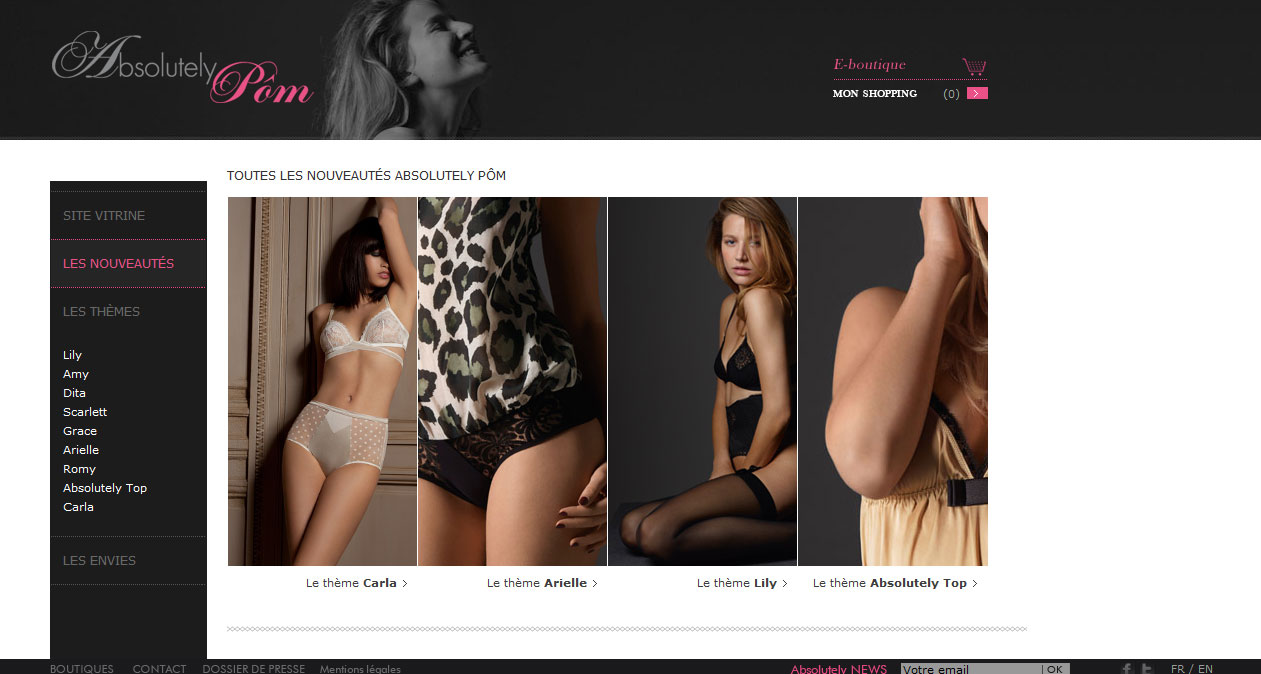 Absolutely Pôm
E-boutique
MON SHOPPING (0)
TOUTES LES NOUVEAUTÉS ABSOLUTELY PÔM
SITE VITRINE
LES NOUVEAUTÉS
LES THÈMES
Lily
Amy
Dita
Scarlett
Grace
Arielle
Romy
Absolutely Top
Carla
LES ENVIES
Le thème Carla >
Le thème Arielle >
Le thème Lily >
Le thème Absolutely Top >
BOUTIQUES CONTACT DOSSIER DE PRESSE Mentions légales Absolutely NEWS Votre email OK FR / EN